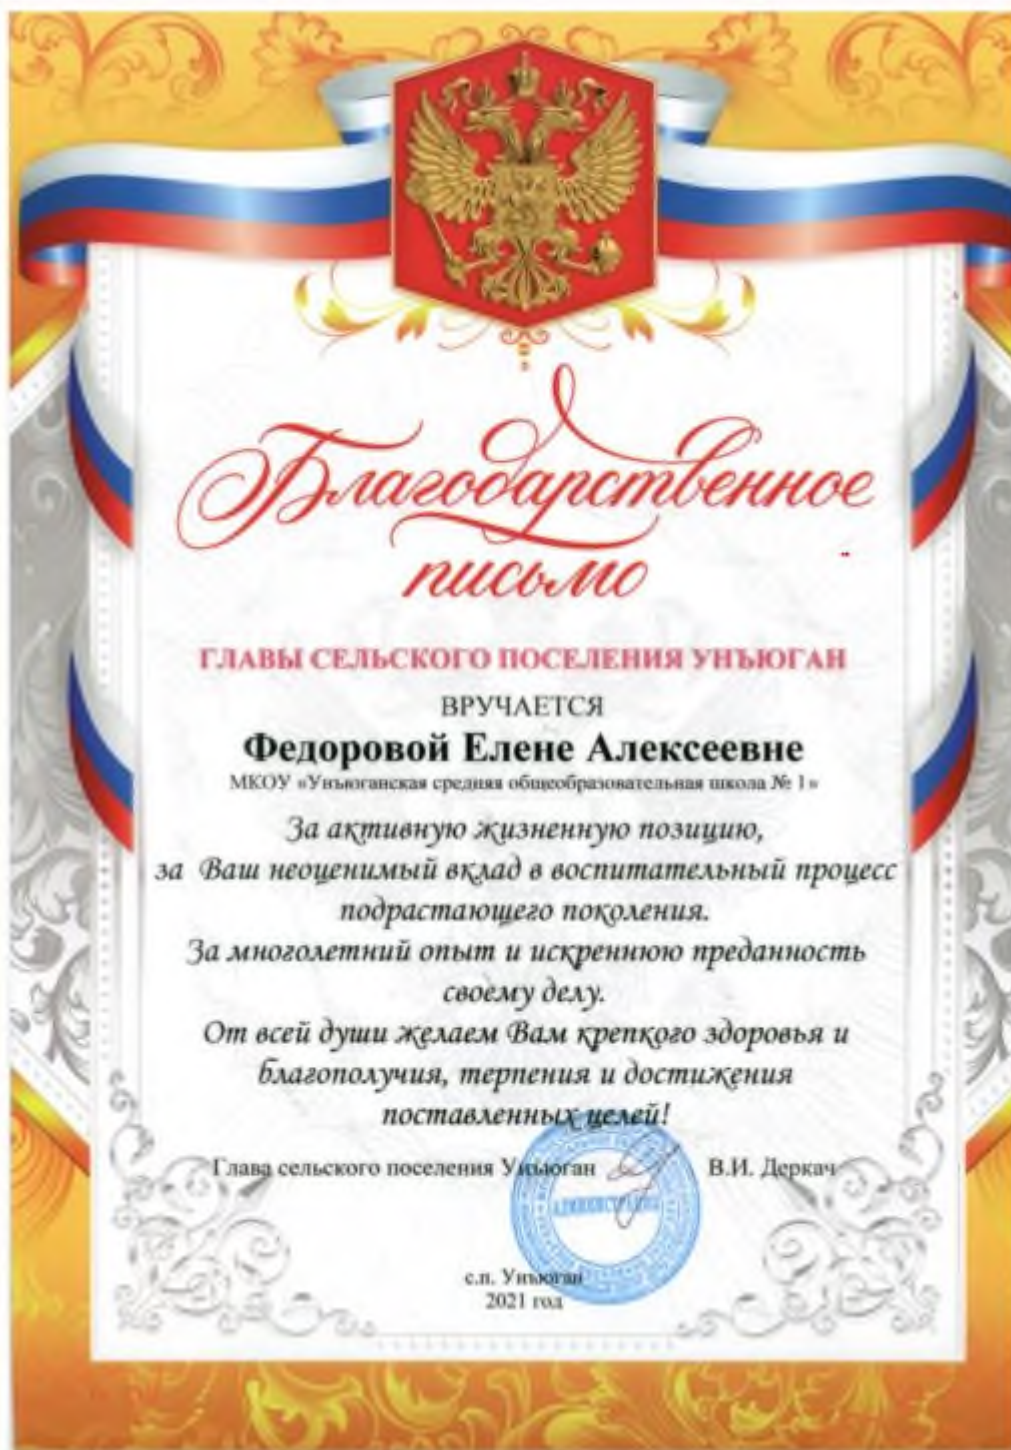 Благодарственное
письмо
ГЛАВЫ СЕЛЬСКОГО ПОСЕЛЕНИЯ УНЪЮГАН
ВРУЧАЕТСЯ
Федоровой Елене Алексеевне
МКОУ «Унъюганская средняя общеобразовательная школа № 1»
За активную жизненную позицию,
за Ваш неоценимый вклад в воспитательный процесс
подрастающего поколения.
За многолетний опыт и искреннюю преданность
своему делу.
От всей души желаем Вам крепкого здоровья и
благополучия, терпения и достижения
поставленных целей!
Глава сельского поселения Унъюган В.И. Деркач
АДМИНИСТРАЦИЯ
с.п. Унъюган
2021 год